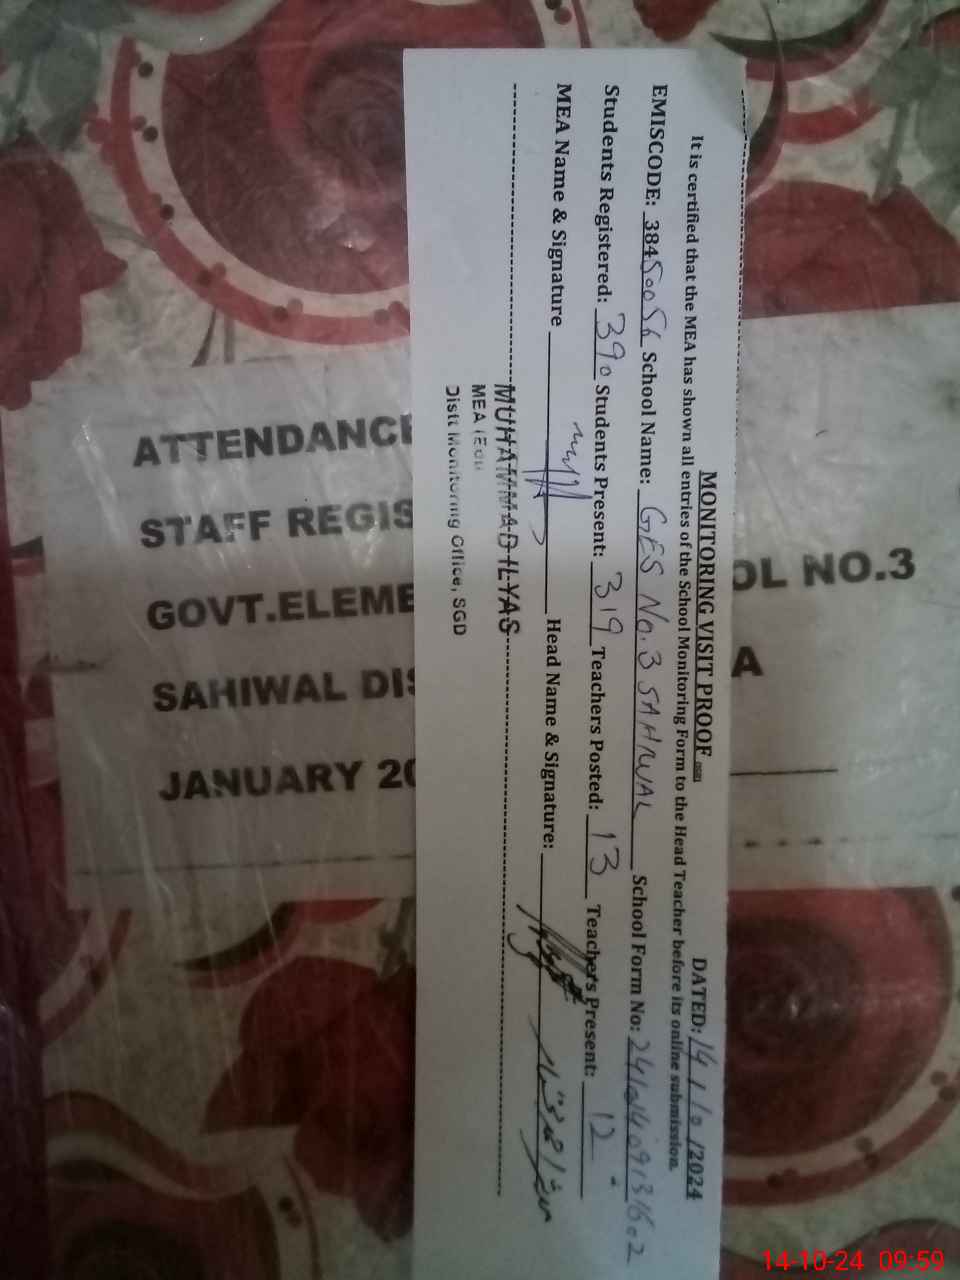 MONITORING VISIT PROOF
DATED: 14/10/2024
It is certified that the MEA has shown all entries of the School Monitoring Form to the Head Teacher before its online submission.
EMISCODE: 38450056 School Name: GES No. 3 SAHIWAL School Form No:
Students Registered: 390 Students Present: 319 Teachers Posted: 13 Teachers Present: 12
MEA Name & Signature Head Name & Signature:
MUHAMMAD ILYAS
MEA
Distt Monitoring Office, SGD
ATTENDANC
STAFF REGIS
GOVT.ELEME OL NO.3
SAHIWAL DIS A
JANUARY 20
14-10-24 09:59